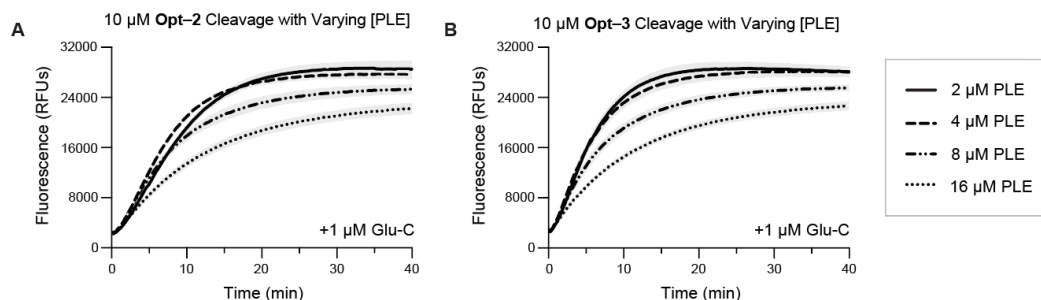 A
10 µM Opt–2 Cleavage with Varying [PLE]
Fluorescence (RFUs)
32000
24000
16000
8000
0
0
10
20
30
40
Time (min)
+1 µM Glu-C
B
10 µM Opt–3 Cleavage with Varying [PLE]
Fluorescence (RFUs)
32000
24000
16000
8000
0
0
10
20
30
40
Time (min)
+1 µM Glu-C
2 µM PLE
4 µM PLE
8 µM PLE
16 µM PLE